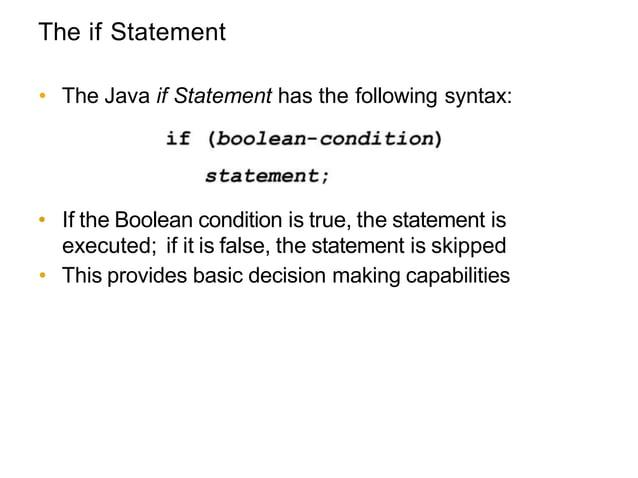 The if Statement
• The Java if Statement has the following syntax:
if (boolean-condition)
statement;
• If the Boolean condition is true, the statement is
executed; if it is false, the statement is skipped
• This provides basic decision making capabilities